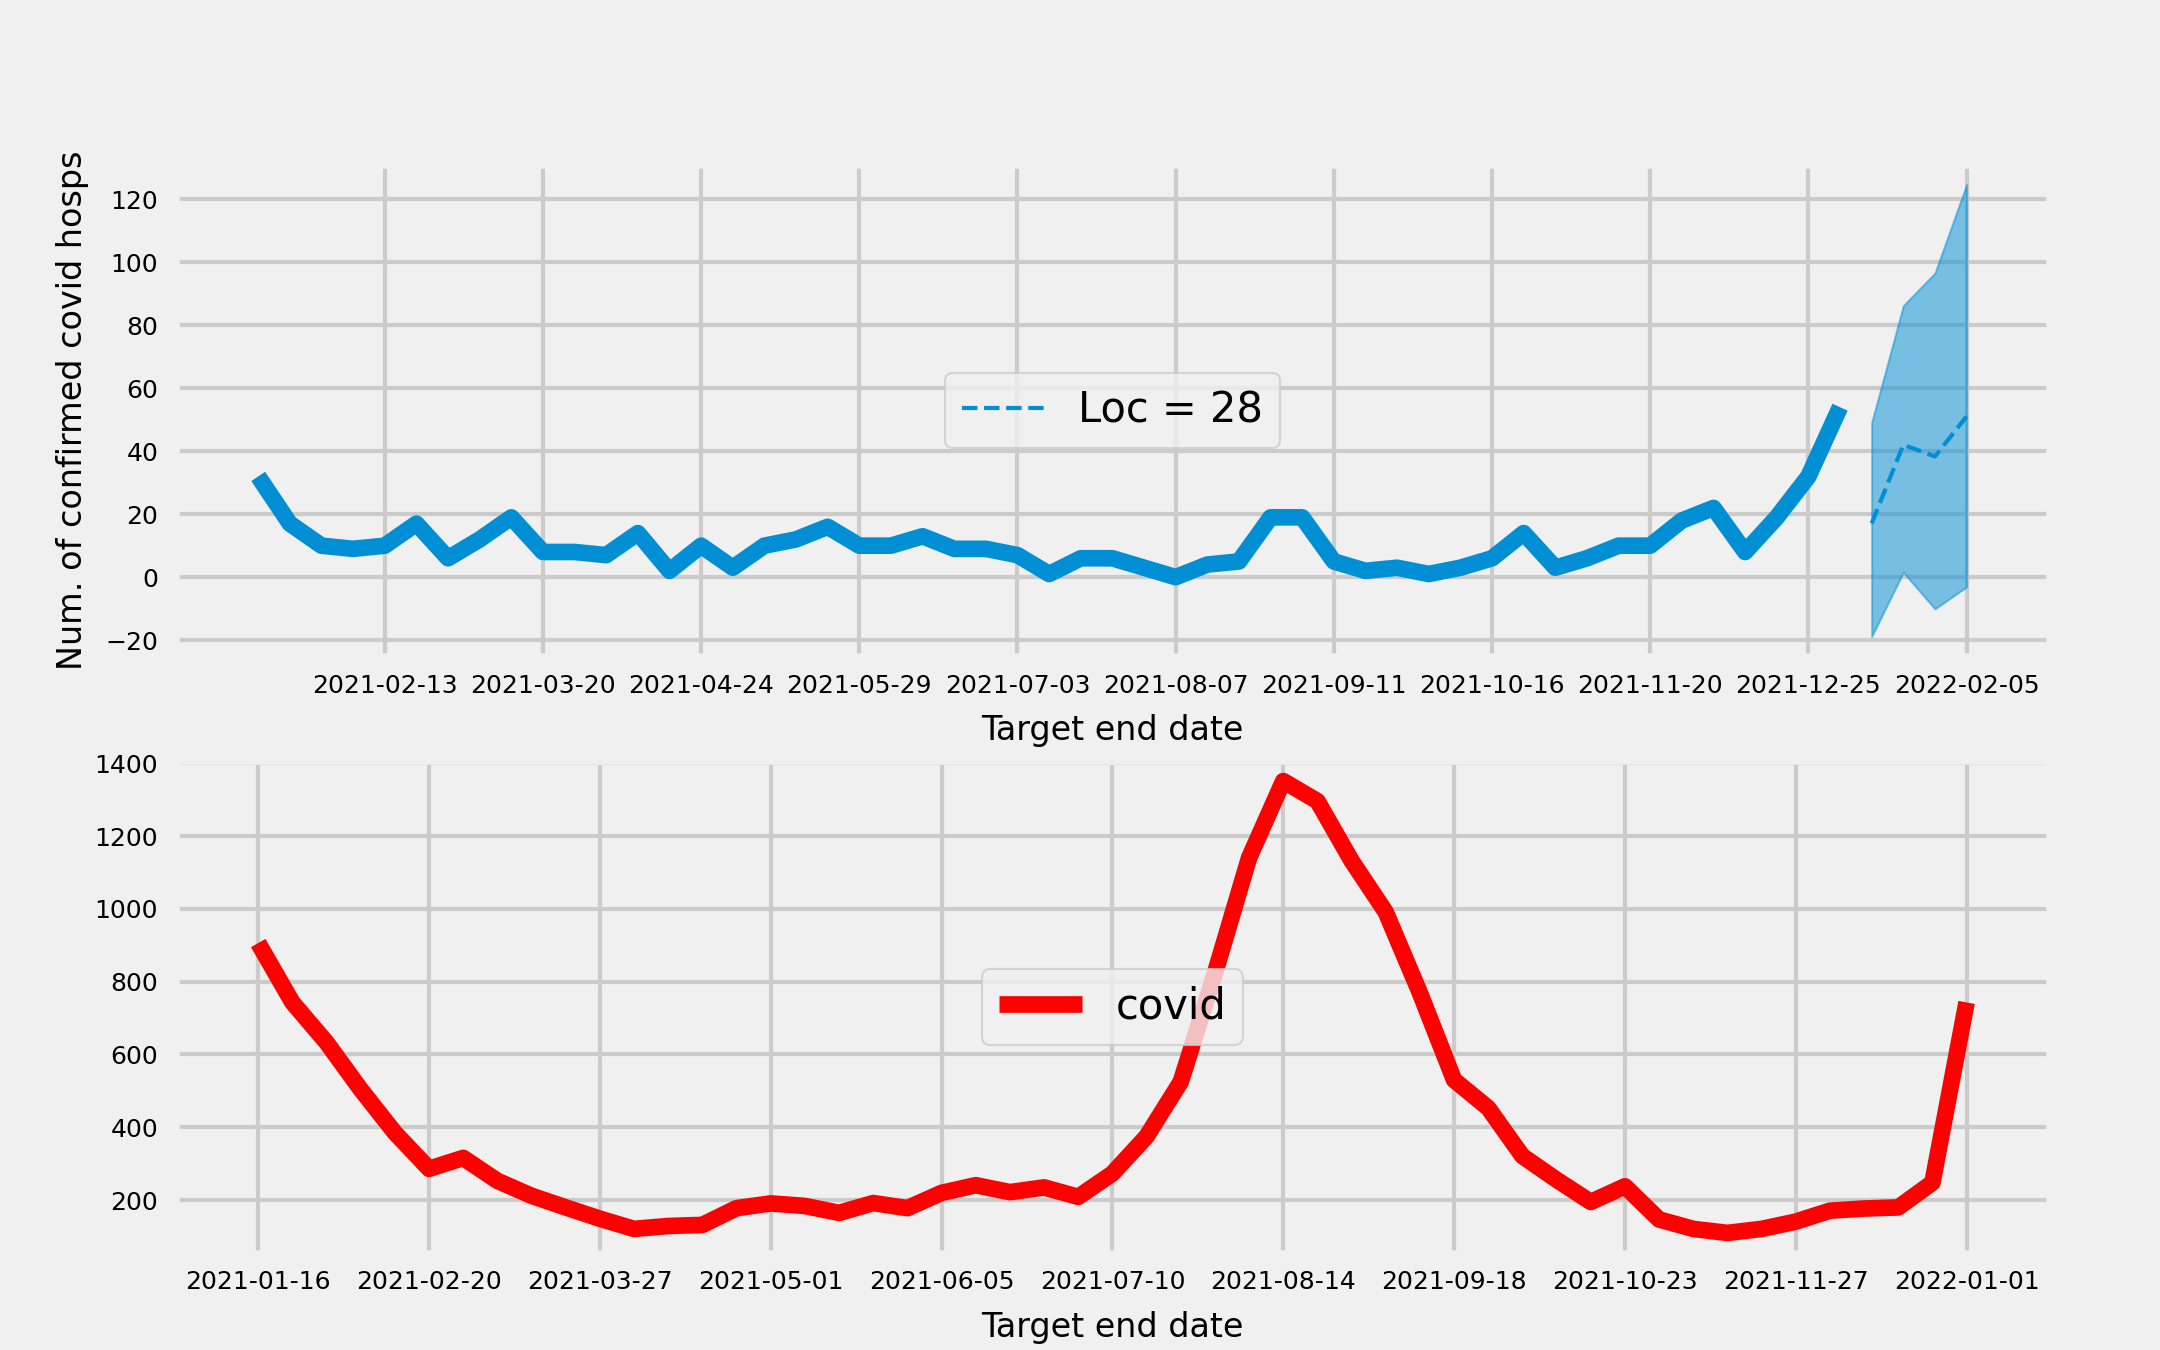 Num. of confirmed covid hosps
120
100
80
60
40
20
0
−20
Loc = 28
2021-02-13 2021-03-20 2021-04-24 2021-05-29 2021-07-03 2021-08-07 2021-09-11 2021-10-16 2021-11-20 2021-12-25 2022-02-05
Target end date
1400
1200
1000
800
600
400
200
covid
2021-01-16 2021-02-20 2021-03-27 2021-05-01 2021-06-05 2021-07-10 2021-08-14 2021-09-18 2021-10-23 2021-11-27 2022-01-01
Target end date